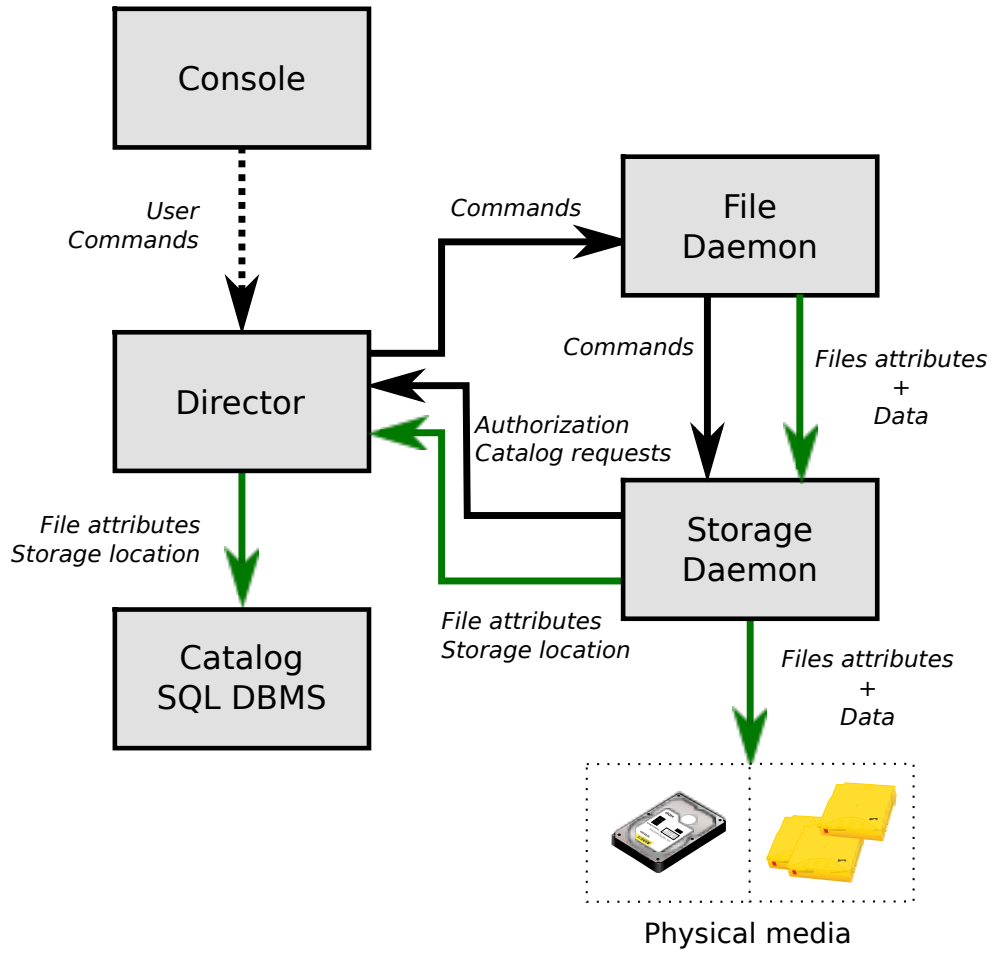 Console
User
Commands
Commands
File
Daemon
Commands
Files attributes
+
Data
Director
Authorization
Catalog requests
File attributes
Storage location
Storage
Daemon
File attributes
Storage location
Catalog
SQL DBMS
Files attributes
+
Data
Physical media